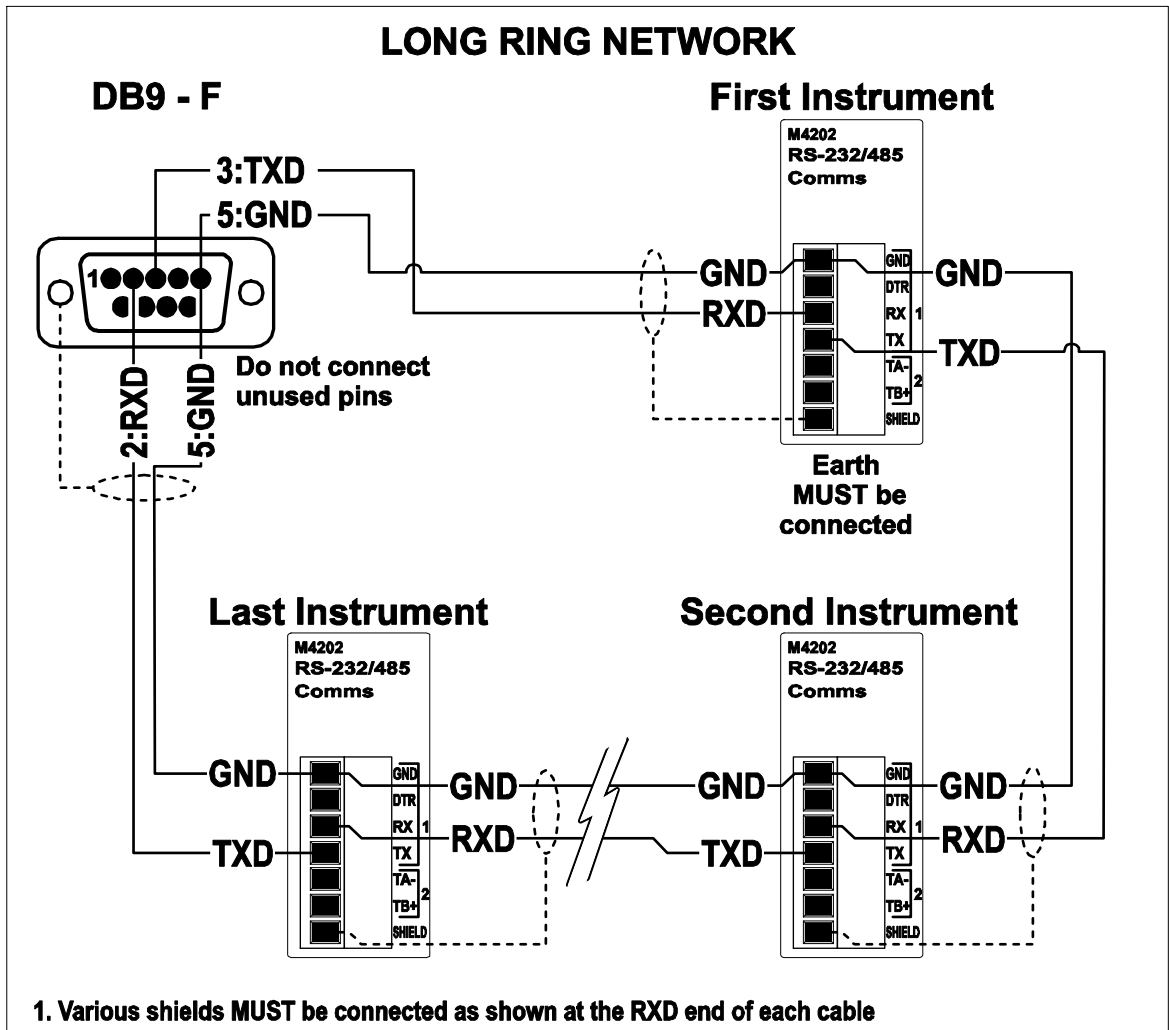 LONG RING NETWORK
DB9 - F
3:TXD
5:GND
1
2:RXD
5:GND
Do not connect
unused pins
First Instrument
M4202
RS-232/485
Comms
GND
RXD
GND
DTR
RX
TX
1
TA-
TB+
2
SHIELD
GND
TXD
Earth
MUST be
connected
Last Instrument
M4202
RS-232/485
Comms
GND
TXD
GND
DTR
RX
TX
1
TA-
TB+
2
SHIELD
GND
RXD
Second Instrument
M4202
RS-232/485
Comms
GND
TXD
GND
DTR
RX
TX
1
TA-
TB+
2
SHIELD
GND
RXD
1. Various shields MUST be connected as shown at the RXD end of each cable